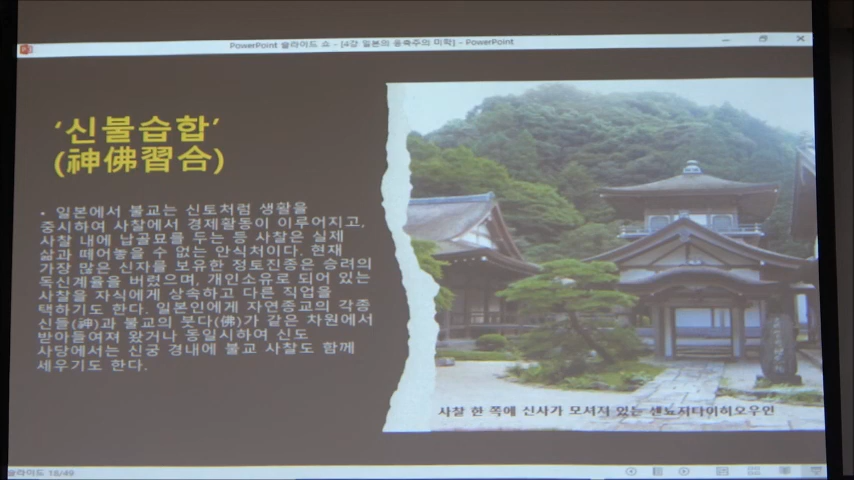 PowerPoint 슬라이드 쇼 - [4강 일본의 응축주의 미학] - PowerPoint
‘신불습합’
(神佛習合)
• 일본에서 불교는 신토처럼 생활을
중시하여 사찰에서 경제활동이 이루어지고,
사찰 내에 납골묘를 두는 등 사찰은 실제
삶과 떼어놓을 수 없는 안식처이다. 현재
가장 많은 신자를 보유한 정토진종은 승려의
독신계율을 버렸으며, 개인소유로 되어 있는
사찰을 자식에게 상속하고 다른 직업을
택하기도 한다. 일본인에게 자연종교의 각종
신들(神)과 불교의 붓다(佛)가 같은 차원에서
받아들여져 왔거나 동일시하여 신도
사당에서는 신궁 경내에 불교 사찰도 함께
세우기도 한다.
사찰 한 쪽에 신사가 모셔져 있는 센뇨지타이히오우인
슬라이드 18/49